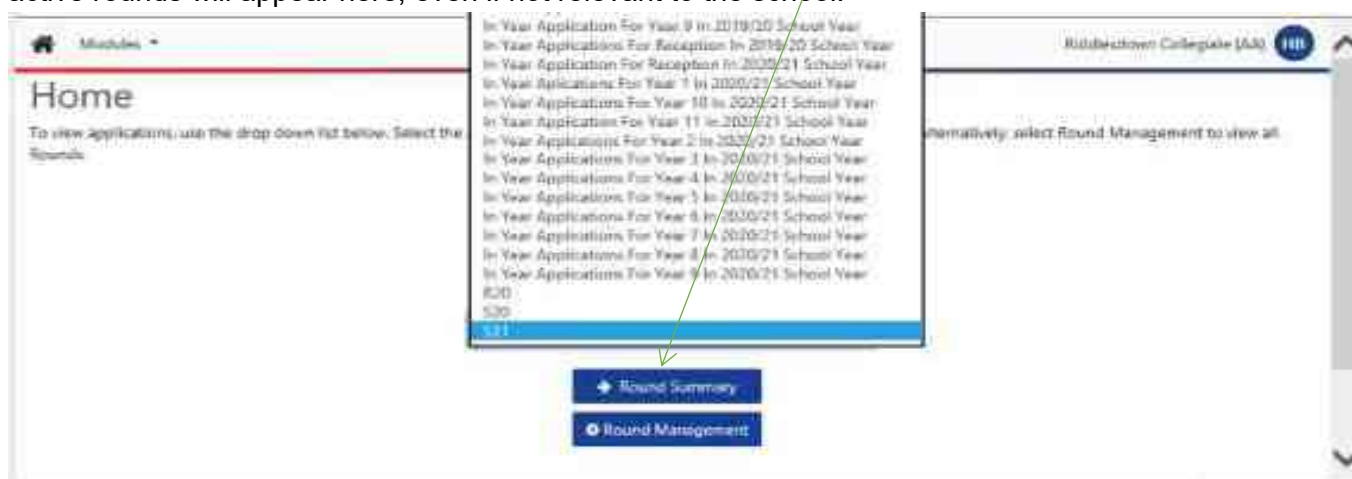 active rounds will appear here, even if not relevant to the school.
Modules
In Year Application For Year 9 In 2019/20 School Year
In Year Applications For Reception In 2019/20 School Year
In Year Application For Reception In 2020/21 School Year
In Year Aplications For Year 1 In 2020/21 School Year
In Year Applications For Year 10 In 2020/21 School Year
In Year Application For Year 11 In 2020/21 School Year
In Year Applications For Year 2 In 2020/21 School Year
In Year Applications For Year 3 In 2020/21 School Year
In Year Applications For Year 4 In 2020/21 School Year
In Year Applications For Year 5 In 2020/21 School Year
In Year Applications For Year 6 In 2020/21 School Year
In Year Applications For Year 7 In 2020/21 School Year
In Year Applications For Year 8 In 2020/21 School Year
In Year Applications For Year 9 In 2020/21 School Year
R20
S20
S21
Riddlesdown Collegiate (AA) HB
Home
To view applications, use the drop down list below. Select the
alternatively, select Round Management to view all
Rounds
Round Summary
Round Management